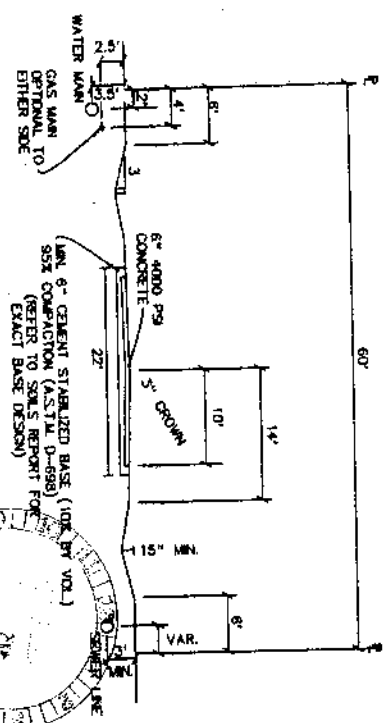 P
P
60'
6'
4'
2'
2.5'
3.5'
WATER MAIN
GAS MAIN
OPTIONAL TO
EITHER SIDE
3
6" 4000 PSI
CONCRETE
14'
10'
3" CROWN
22'
MIN. 6" CEMENT STABILIZED BASE (10% BY VOL.)
95% COMPACTION (A.S.T.M. D-698)
(REFER TO SOILS REPORT FOR
EXACT BASE DESIGN)
15" MIN.
6'
VAR.
3'
MIN.
SEWER LINE